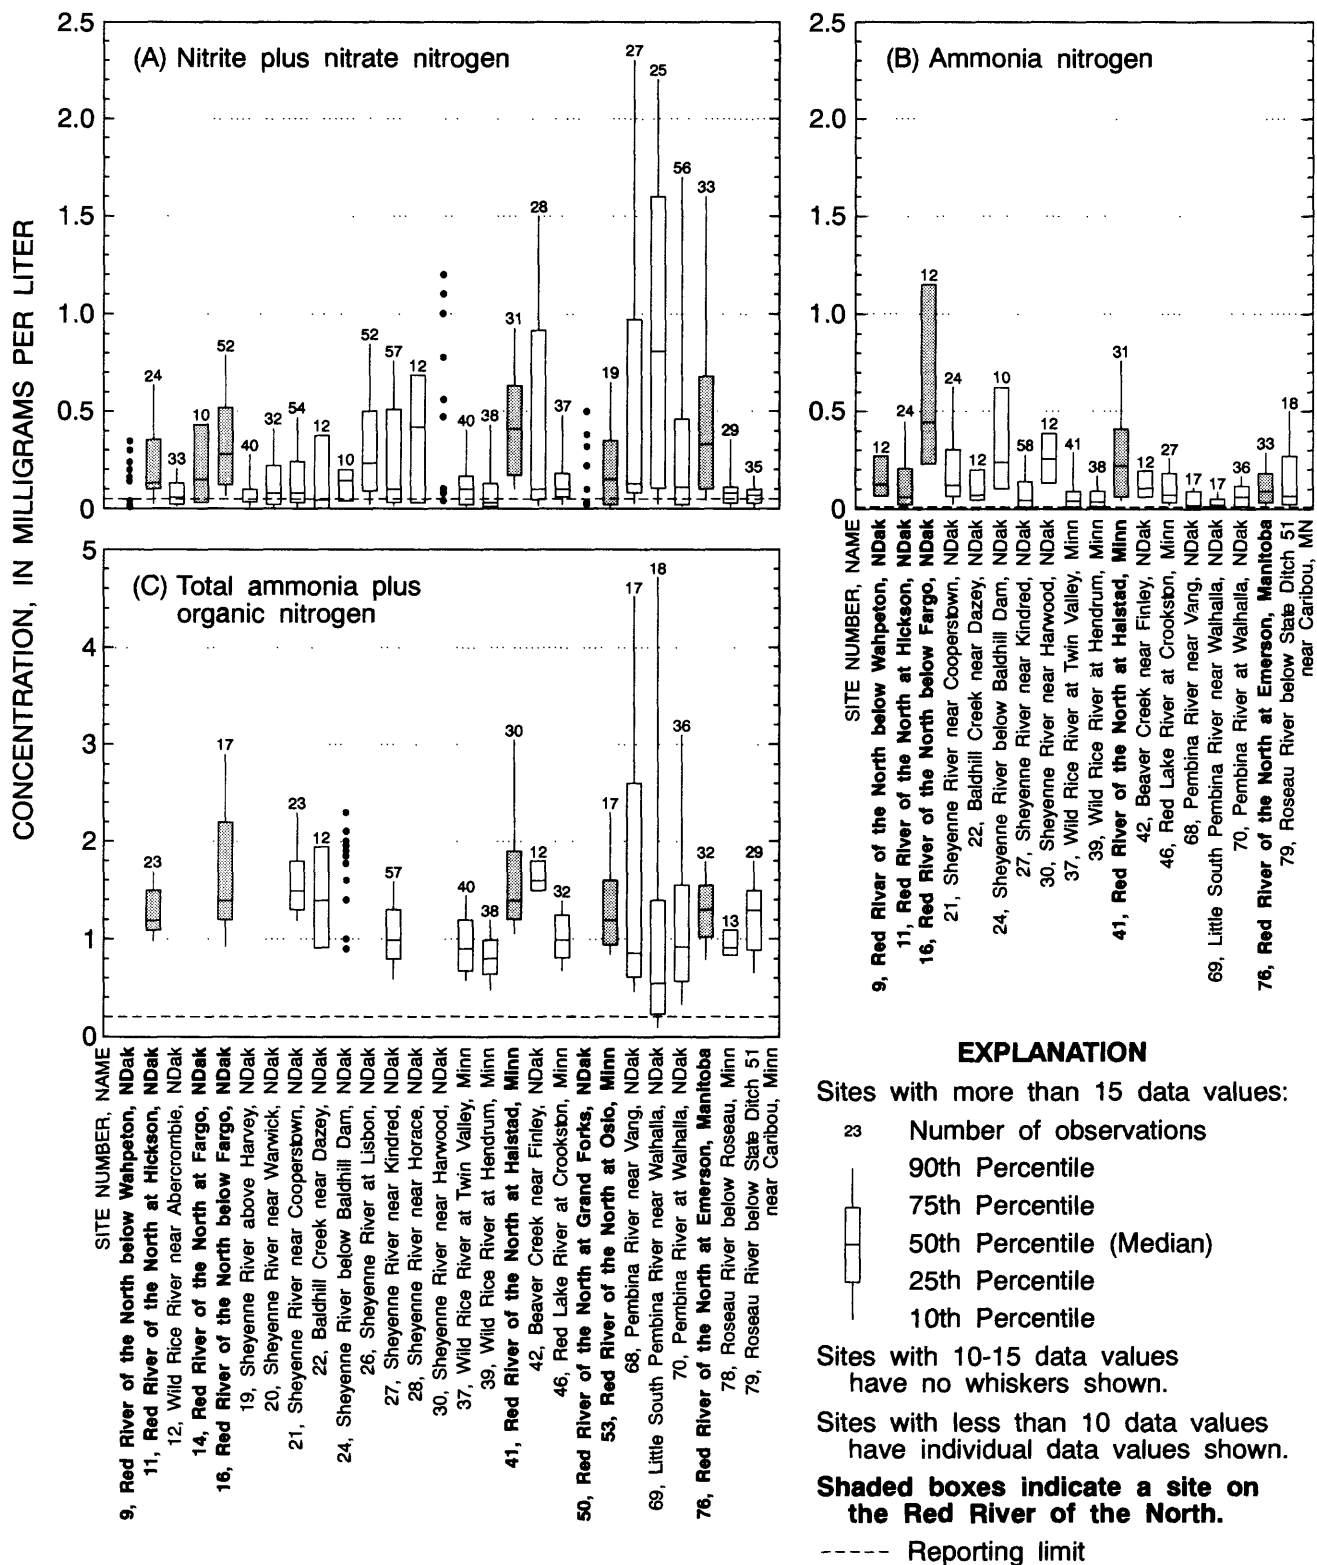 CONCENTRATION, IN MILLIGRAMS PER LITER
(A) Nitrite plus nitrate nitrogen
2.5
2.0
1.5
1.0
0.5
0
24
33
10
52
40
32
54
12
10
52
57
12
40
38
31
28
37
19
27
25
56
33
29
35
(B) Ammonia nitrogen
2.5
2.0
1.5
1.0
0.5
0
12
24
12
24
12
10
58
12
41
38
31
12
27
17
17
36
33
18
SITE NUMBER, NAME
9, Red Rivar of the North below Wahpeton, NDak
11, Red River of the North at Hickson, NDak
16, Red River of the North below Fargo, NDak
21, Sheyenne River near Cooperstown, NDak
22, Baldhill Creek near Dazey, NDak
24, Sheyenne River below Baldhill Dam, NDak
27, Sheyenne River near Kindred, NDak
30, Sheyenne River near Harwood, NDak
37, Wild Rice River at Twin Valley, Minn
39, Wild Rice River at Hendrum, Minn
41, Red River of the North at Halstad, Minn
42, Beaver Creek near Finley, NDak
46, Red Lake River at Crookston, Minn
68, Pembina River near Vang, NDak
69, Little South Pembina River near Walhalla, NDak
70, Pembina River at Walhalla, NDak
76, Red River of the North at Emerson, Manitoba
79, Roseau River below State Ditch 51
near Caribou, MN
(C) Total ammonia plus
organic nitrogen
5
4
3
2
1
0
23
17
23
12
57
40
38
30
12
32
17
17
18
36
32
13
29
SITE NUMBER, NAME
9, Red River of the North below Wahpeton, NDak
11, Red River of the North at Hickson, NDak
12, Wild Rice River near Abercrombie, NDak
14, Red River of the North at Fargo, NDak
16, Red River of the North below Fargo, NDak
19, Sheyenne River above Harvey, NDak
20, Sheyenne River near Warwick, NDak
21, Sheyenne River near Cooperstown, NDak
22, Baldhill Creek near Dazey, NDak
24, Sheyenne River below Baldhill Dam, NDak
26, Sheyenne River at Lisbon, NDak
27, Sheyenne River near Kindred, NDak
28, Sheyenne River near Horace, NDak
30, Sheyenne River near Harwood, NDak
37, Wild Rice River at Twin Valley, Minn
39, Wild Rice River at Hendrum, Minn
41, Red River of the North at Halstad, Minn
42, Beaver Creek near Finley, NDak
46, Red Lake River at Crookston, Minn
50, Red River of the North at Grand Forks, NDak
53, Red River of the North at Oslo, Minn
68, Pembina River near Vang, NDak
69, Little South Pembina River near Walhalla, NDak
70, Pembina River at Walhalla, NDak
76, Red River of the North at Emerson, Manitoba
78, Roseau River below Roseau, Minn
79, Roseau River below State Ditch 51
near Caribou, Minn
EXPLANATION
Sites with more than 15 data values:
23 Number of observations
90th Percentile
75th Percentile
50th Percentile (Median)
25th Percentile
10th Percentile
Sites with 10-15 data values
have no whiskers shown.
Sites with less than 10 data values
have individual data values shown.
Shaded boxes indicate a site on
the Red River of the North.
Reporting limit